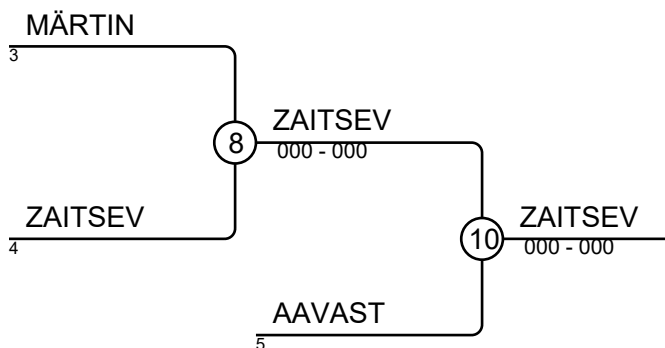 MÄRTIN
3
8
ZAITSEV
000 - 000
ZAITSEV
4
10
ZAITSEV
000 - 000
AAVAST
5